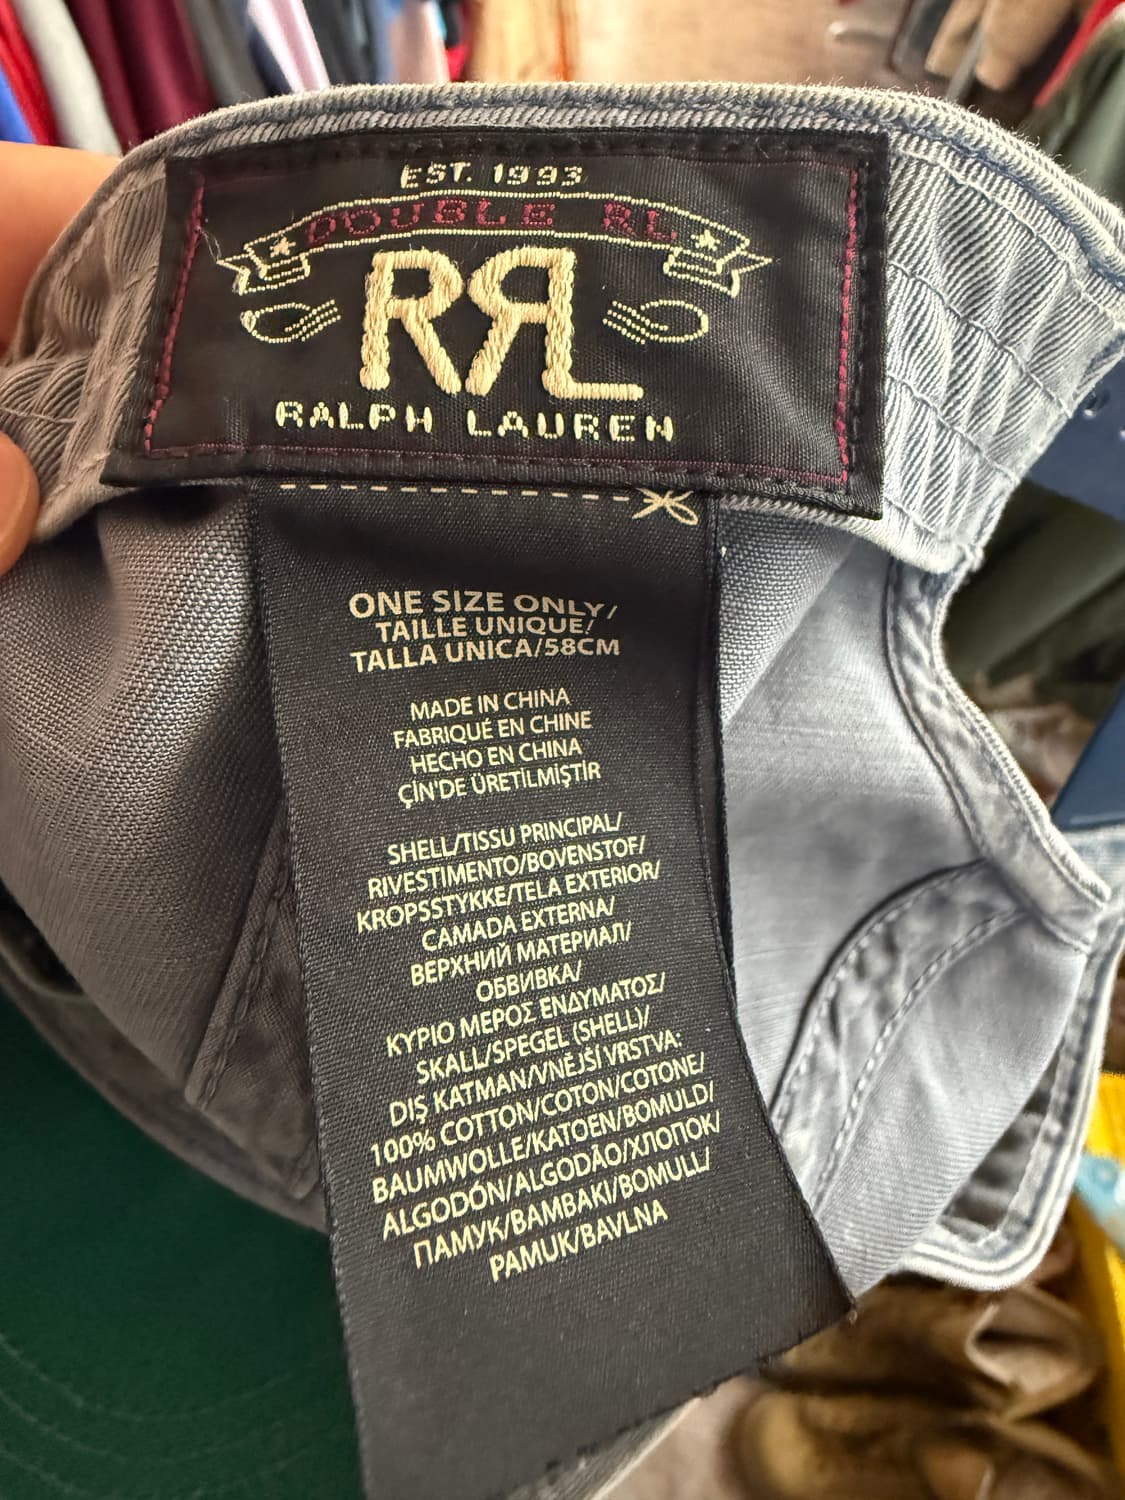 EST. 1993
DOUBLE RL
RRL
RALPH LAUREN
ONE SIZE ONLY/
TAILLE UNIQUE/
TALLA UNICA/58CM
MADE IN CHINA
FABRIQUÉ EN CHINE
HECHO EN CHINA
ÇİN'DE ÜRETİLMİŞTİR
SHELL/TISSU PRINCIPAL/
RIVESTIMENTO/BOVENSTOF/
KROPSSTYKKE/TELA EXTERIOR/
CAMADA EXTERNA/
ВЕРХНИЙ МАТЕРИАЛ/
ОБВИВКА/
ΚΥΡΙΟ ΜΕΡΟΣ ΕΝΔΥΜΑΤΟΣ/
SKALL/SPEGEL (SHELL)/
DIŞ KATMAN/VNĚJŠÍ VRSTVA:
100% COTTON/COTON/COTONE/
BAUMWOLLE/KATOEN/BOMULD/
ALGODÓN/ALGODÃO/ХЛОПОК/
ПАМУК/ΒΑΜΒΑΚΙ/BOMULL/
PAMUK/BAVLNA